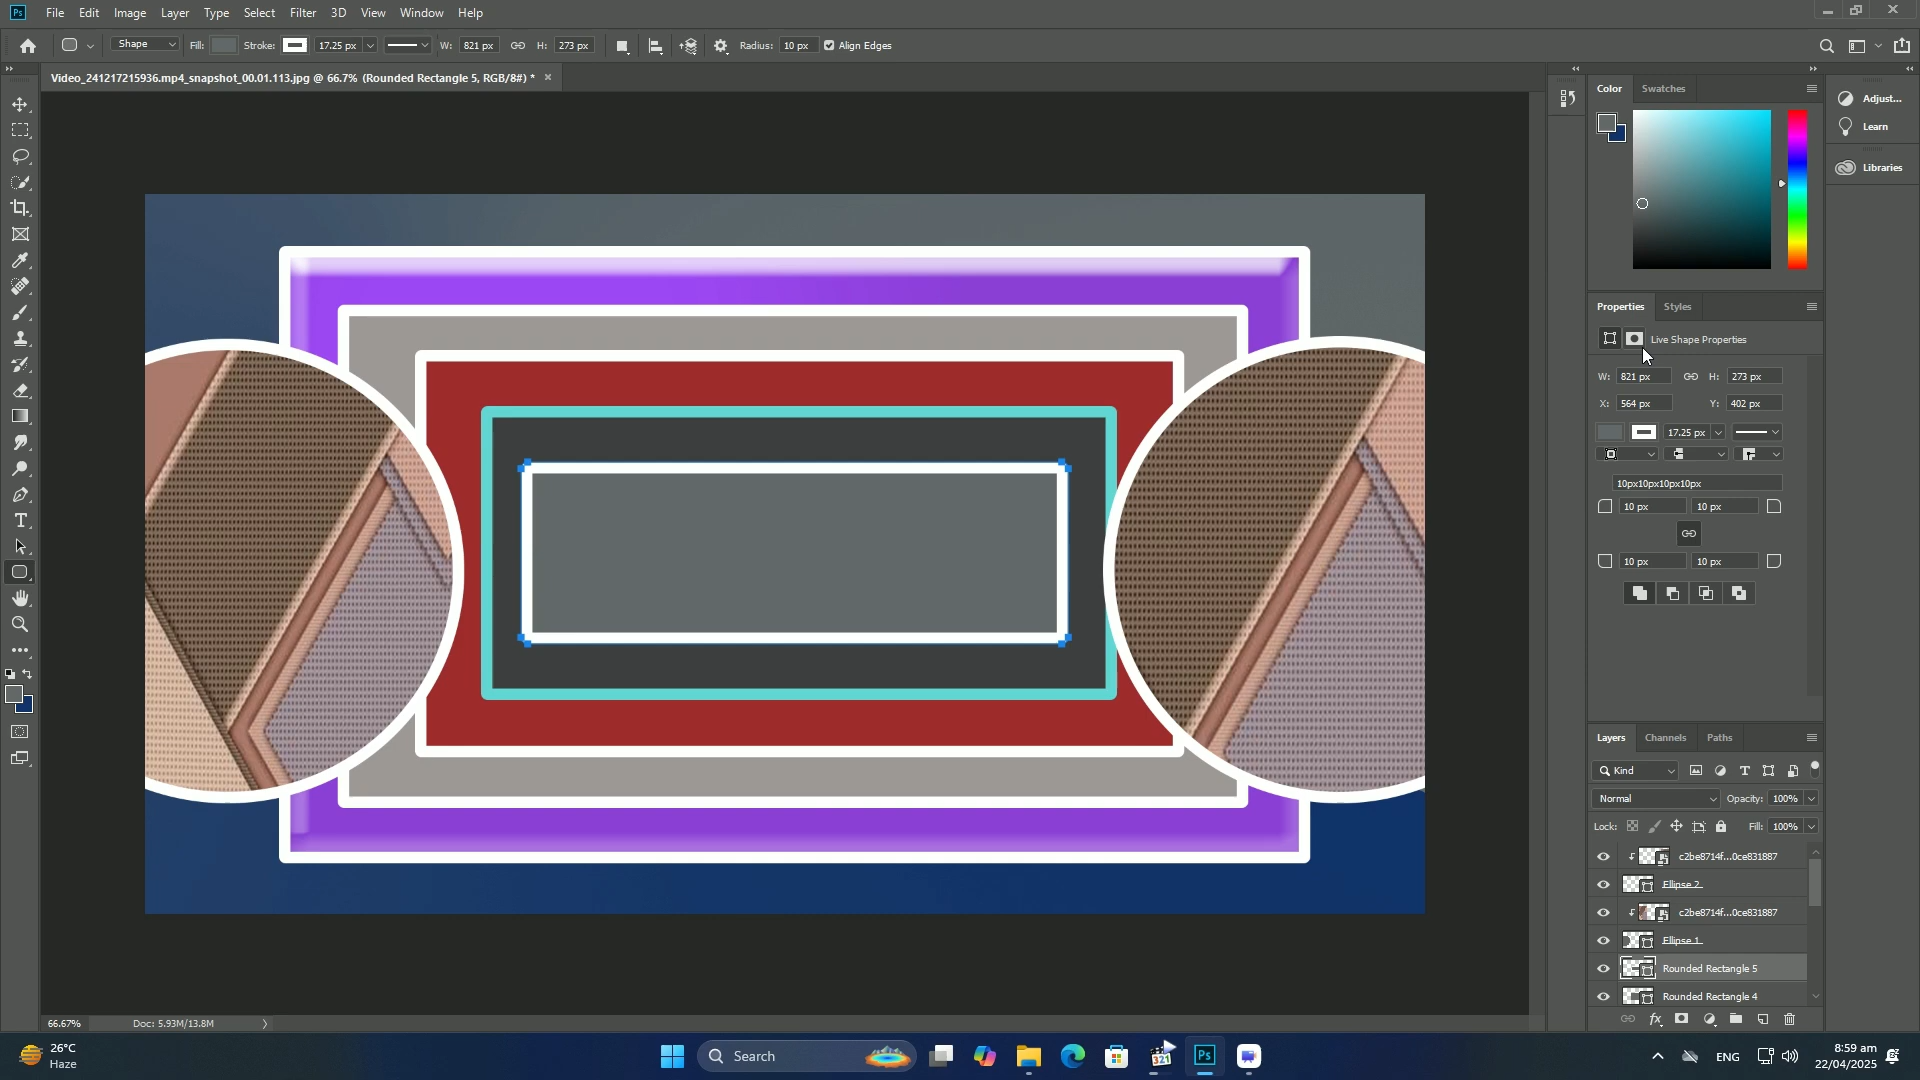 Ps File Edit Image Layer Type Select Filter 3D View Window Help
Shape Fill: Stroke: 17.25 px W: 821 px H: 273 px Radius: 10 px Align Edges
Video_241217215936.mp4_snapshot_00.01.113.jpg @ 66.7% (Rounded Rectangle 5, RGB/8#) * ×
Color Swatches
Adjust...
Learn
Libraries
Properties Styles
Live Shape Properties
W: 821 px H: 273 px
X: 564 px Y: 402 px
17.25 px
10px10px10px10px
10 px 10 px
10 px 10 px
Layers Channels Paths
Kind
Normal Opacity: 100%
Lock: Fill: 100%
c2be8714f...0ce831887
Ellipse 2
c2be8714f...0ce831887
Ellipse 1
Rounded Rectangle 5
Rounded Rectangle 4
fx
66.67% Doc: 5.93M/13.8M
26°C
Haze
Search
321
Ps
ENG
8:59 am
22/04/2025